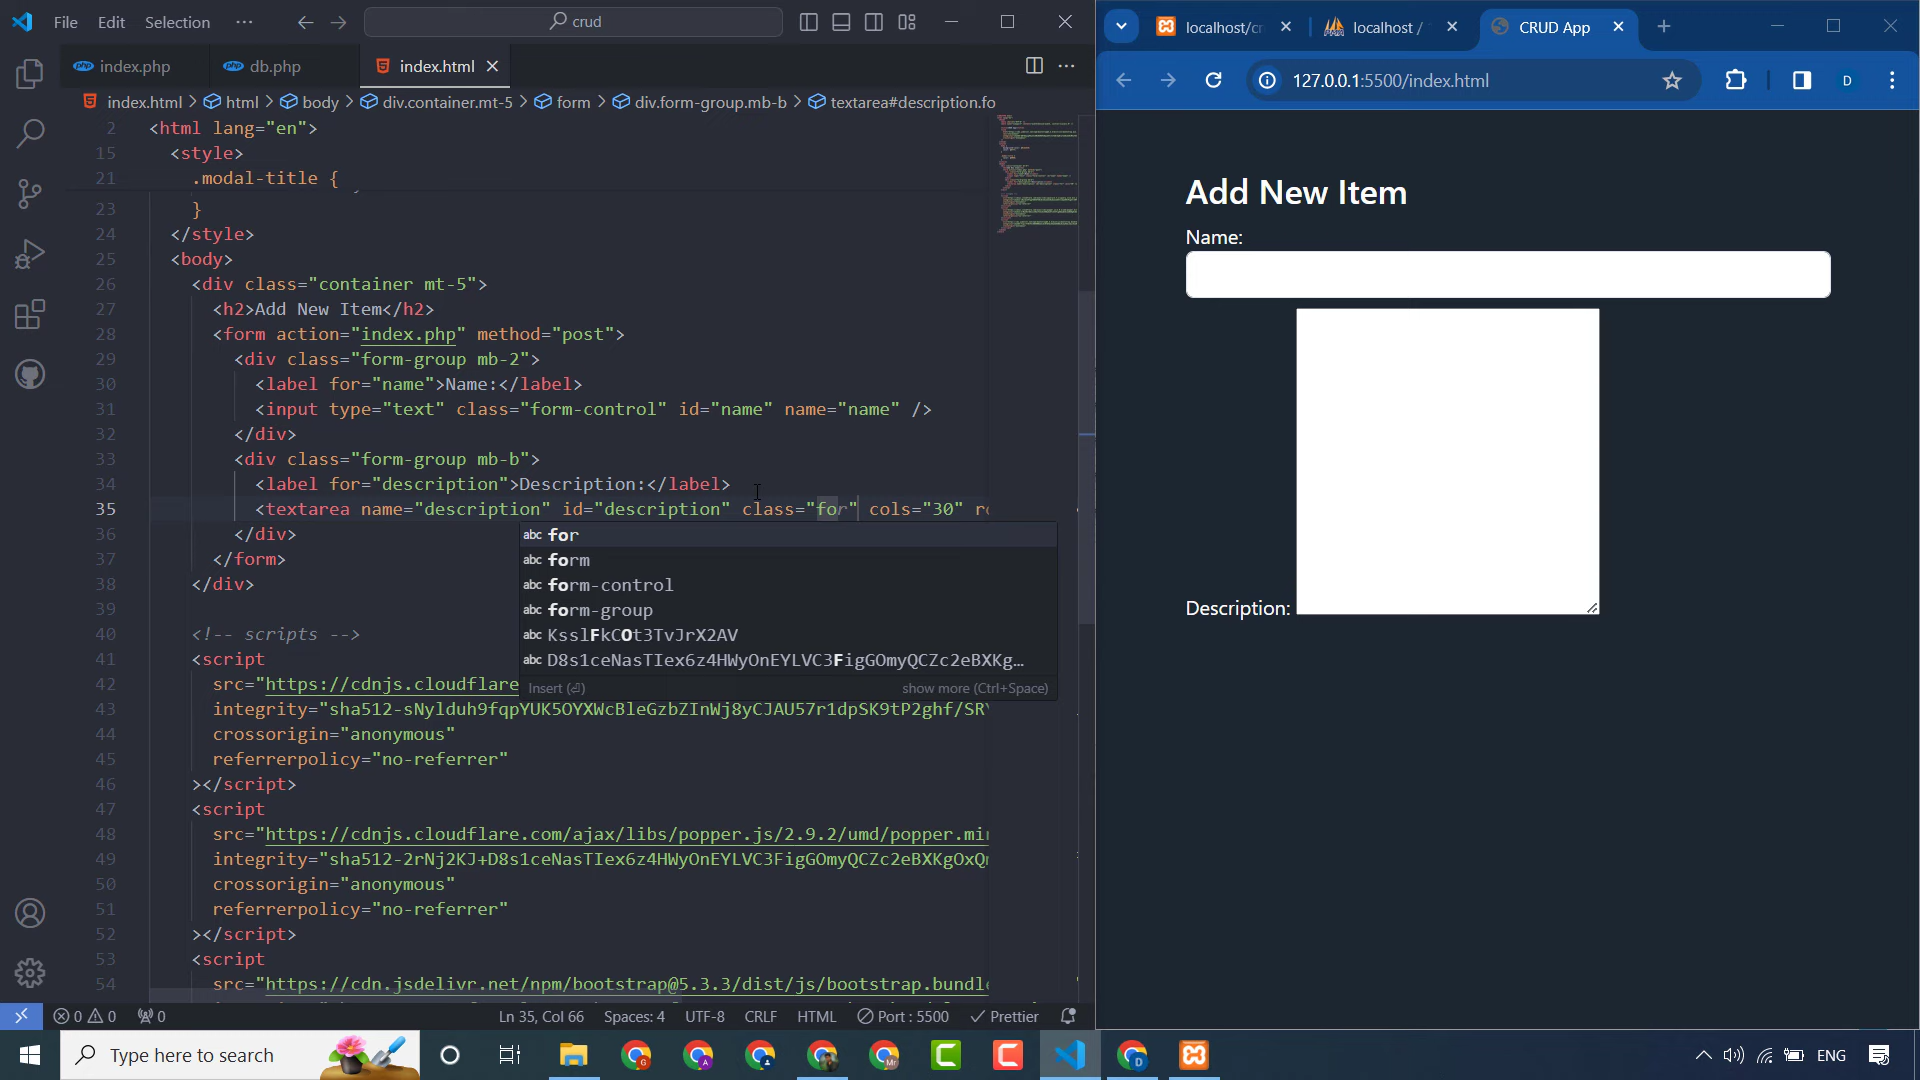 File
Edit
Selection
crud
index.php
db.php
index.html
index.html > html > body > div.container.mt-5 > form > div.form-group.mb-b > textarea#description.fo
2 <html lang="en">
15 <style>
21 .modal-title {
23 }
24 </style>
25 <body>
26 <div class="container mt-5">
27 <h2>Add New Item</h2>
28 <form action="index.php" method="post">
29 <div class="form-group mb-2">
30 <label for="name">Name:</label>
31 <input type="text" class="form-control" id="name" name="name" />
32 </div>
33 <div class="form-group mb-b">
34 <label for="description">Description:</label>
35 <textarea name="description" id="description" class="for" cols="30"
36 </div>
37 </form>
38 </div>
39
40 <!-- scripts -->
41 <script
42 src="https://cdnjs.cloudflare
43 integrity="sha512-sNylduh9fqpYUK5OYXWcBleGzbZInWj8yCJAU57r1dpSK9tP2ghf/SR
44 crossorigin="anonymous"
45 referrerpolicy="no-referrer"
46 ></script>
47 <script
48 src="https://cdnjs.cloudflare.com/ajax/libs/popper.js/2.9.2/umd/popper.min
49 integrity="sha512-2rNj2KJ+D8s1ceNasTIex6z4HWyOnEYLVC3FigGOmyQCZc2eBXKgOxQ
50 crossorigin="anonymous"
51 referrerpolicy="no-referrer"
52 ></script>
53 <script
54 src="https://cdn.jsdelivr.net/npm/bootstrap@5.3.3/dist/js/bootstrap.bundle
abc for
abc form
abc form-control
abc form-group
abc KsslFkCOt3TvJrX2AV
abc D8s1ceNasTIex6z4HWyOnEYLVC3FigGOmyQCZc2eBXKg...
Insert (⏎)
show more (Ctrl+Space)
0 0 0
Ln 35, Col 66
Spaces: 4
UTF-8
CRLF
HTML
Port : 5500
Prettier
localhost/cr
localhost /
CRUD App
127.0.0.1:5500/index.html
D
Add New Item
Name:
Description:
Type here to search
ENG